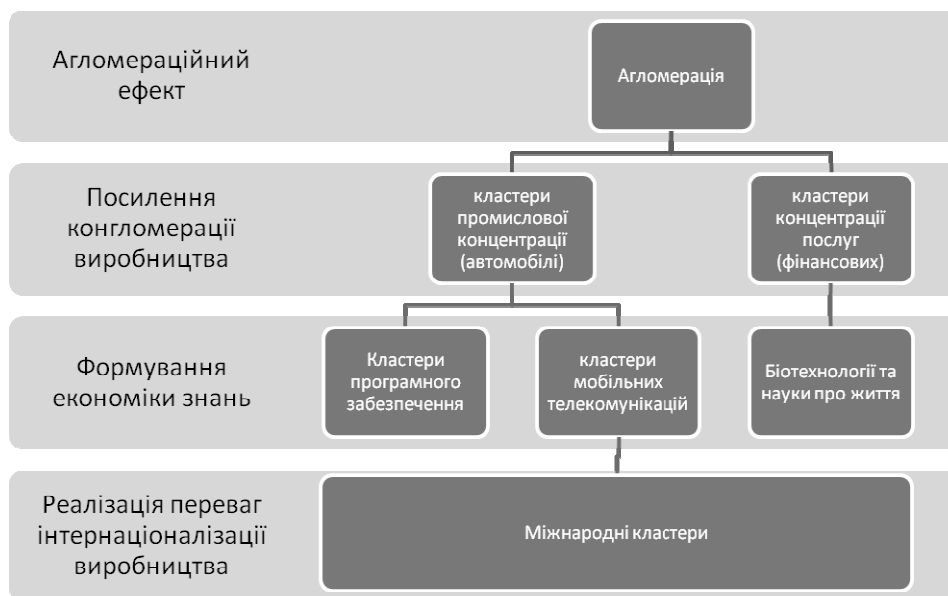 Агломераційний
ефект
Агломерація
Посилення
конгломерації
виробництва
кластери
промислової
концентрації
(автомобілі)
кластери
концентрації
послуг
(фінансових)
Формування
економіки знань
Кластери
програмного
забезпечення
кластери
мобільних
телекомунікацій
Біотехнології та
науки про життя
Реалізація переваг
інтернаціоналізації
виробництва
Міжнародні кластери